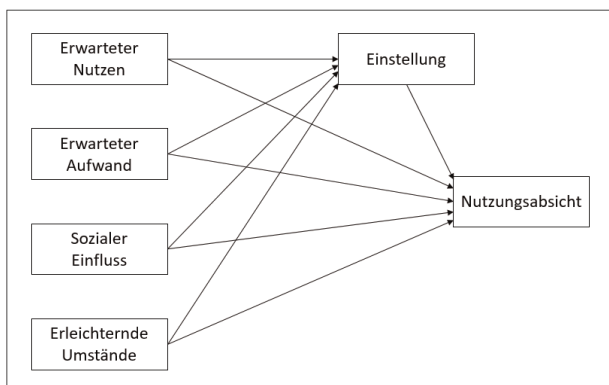 Erwarteter
Nutzen
Einstellung
Erwarteter
Aufwand
Nutzungsabsicht
Sozialer
Einfluss
Erleichternde
Umstände